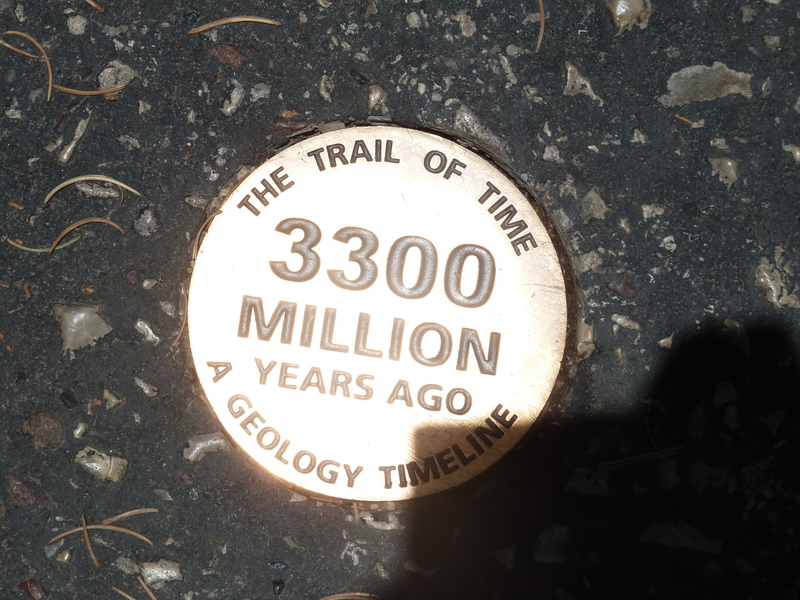 THE TRAIL OF TIME
3300
MILLION
YEARS AGO
A GEOLOGY TIMELINE